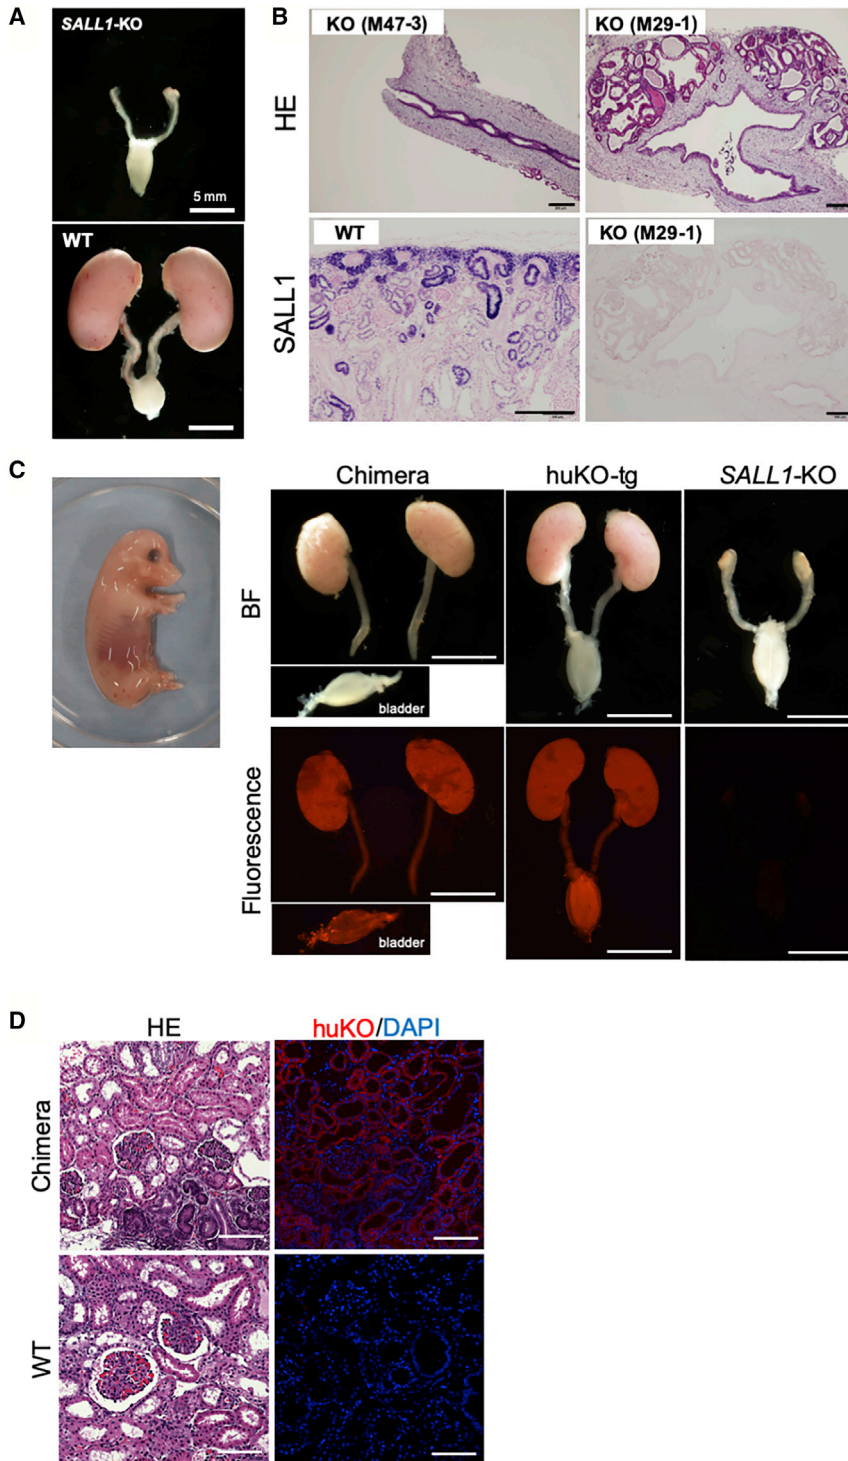 A
SALL1-KO
5 mm
WT
B
KO (M47-3)
KO (M29-1)
HE
WT
KO (M29-1)
SALL1
C
Chimera
huKO-tg
SALL1-KO
BF
bladder
Fluorescence
bladder
D
HE
huKO/DAPI
Chimera
WT